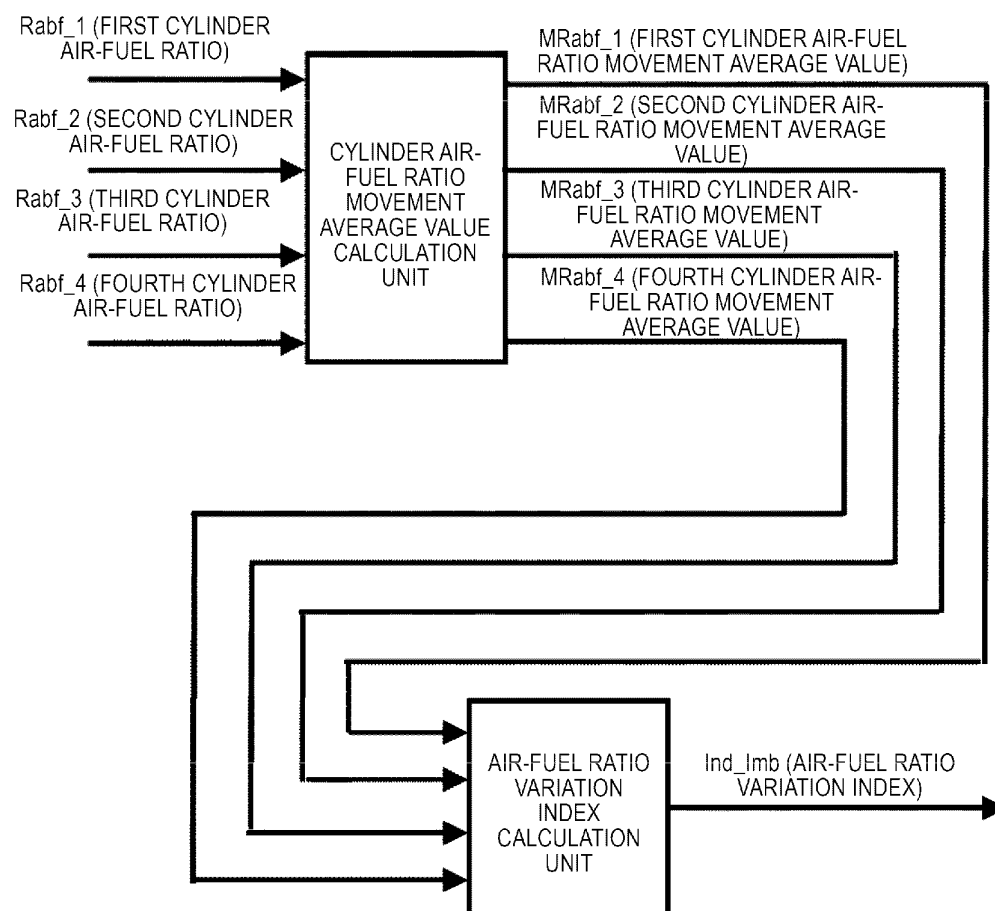 Rabf_1 (FIRST CYLINDER
AIR-FUEL RATIO)
Rabf_2 (SECOND CYLINDER
AIR-FUEL RATIO)
Rabf_3 (THIRD CYLINDER
AIR-FUEL RATIO)
Rabf_4 (FOURTH CYLINDER
AIR-FUEL RATIO)
CYLINDER AIR-
FUEL RATIO
MOVEMENT
AVERAGE VALUE
CALCULATION
UNIT
MRabf_1 (FIRST CYLINDER AIR-FUEL
RATIO MOVEMENT AVERAGE VALUE)
MRabf_2 (SECOND CYLINDER AIR-
FUEL RATIO MOVEMENT AVERAGE
VALUE)
MRabf_3 (THIRD CYLINDER AIR-
FUEL RATIO MOVEMENT
AVERAGE VALUE)
MRabf_4 (FOURTH CYLINDER AIR-
FUEL RATIO MOVEMENT
AVERAGE VALUE)
AIR-FUEL RATIO
VARIATION
INDEX
CALCULATION
UNIT
Ind_Imb (AIR-FUEL RATIO
VARIATION INDEX)